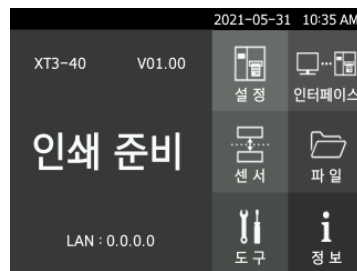 2021-05-31 10:35 AM
XT3-40 V01.00
인쇄 준비
LAN : 0.0.0.0
설 정
인터페이스
센 서
파 일
도 구
정 보